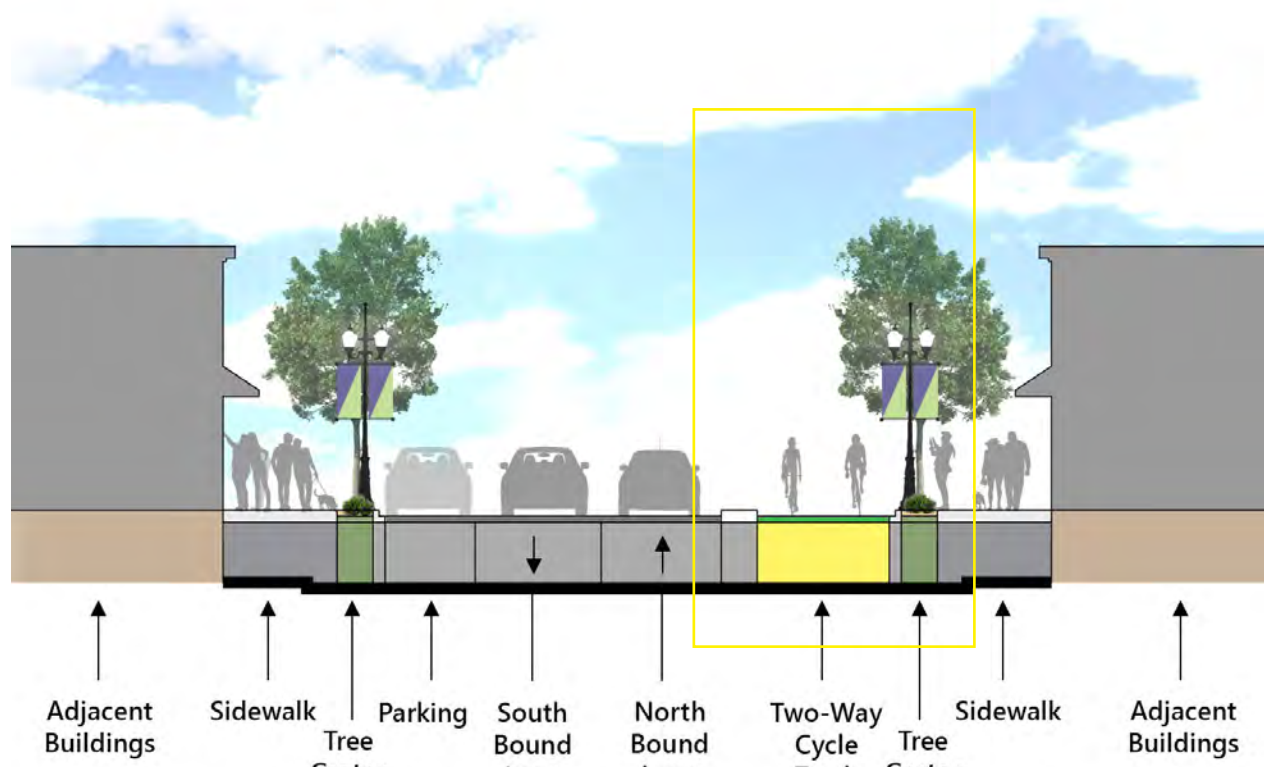 Adjacent
Buildings
Sidewalk
Tree
Parking
South
Bound
North
Bound
Two-Way
Cycle
Tree
Sidewalk
Adjacent
Buildings